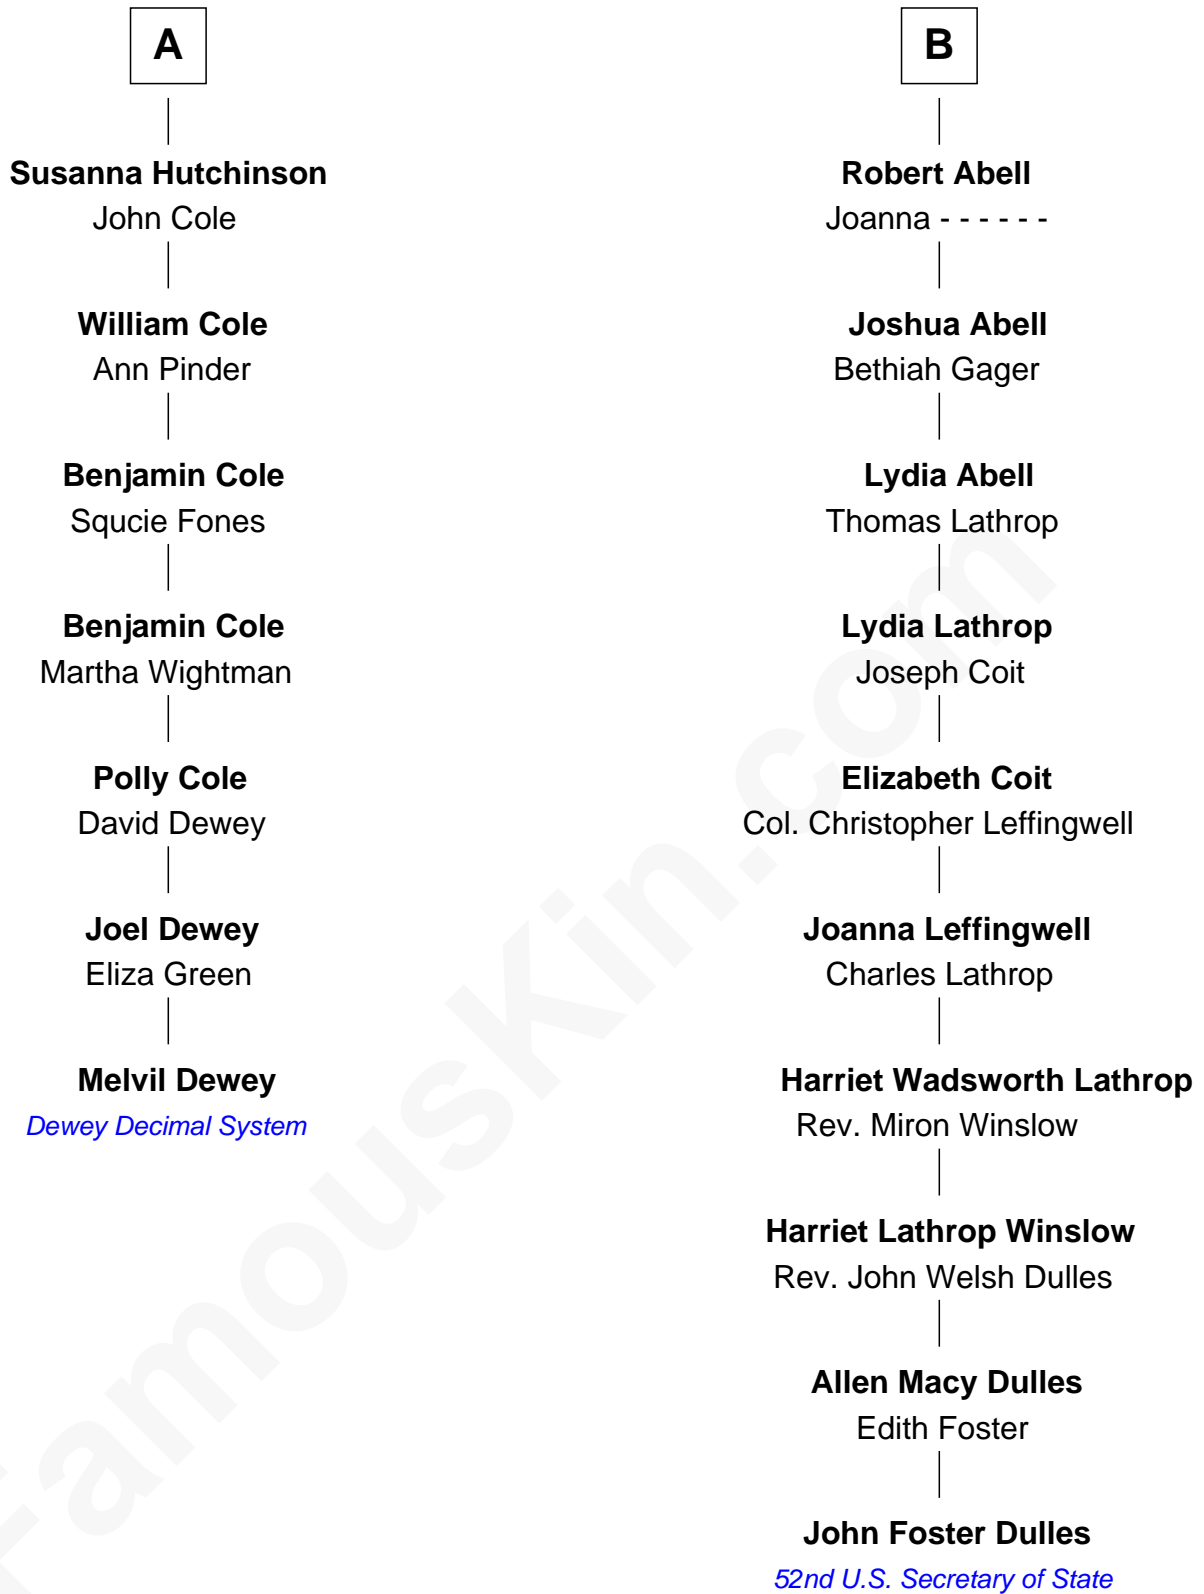 A
Susanna Hutchinson
John Cole
William Cole
Ann Pinder
Benjamin Cole
Squcie Fones
Benjamin Cole
Martha Wightman
Polly Cole
David Dewey
Joel Dewey
Eliza Green
Melvil Dewey
Dewey Decimal System
B
Robert Abell
Joanna - - - - - -
Joshua Abell
Bethiah Gager
Lydia Abell
Thomas Lathrop
Lydia Lathrop
Joseph Coit
Elizabeth Coit
Col. Christopher Leffingwell
Joanna Leffingwell
Charles Lathrop
Harriet Wadsworth Lathrop
Rev. Miron Winslow
Harriet Lathrop Winslow
Rev. John Welsh Dulles
Allen Macy Dulles
Edith Foster
John Foster Dulles
52nd U.S. Secretary of State
FamousKin.com